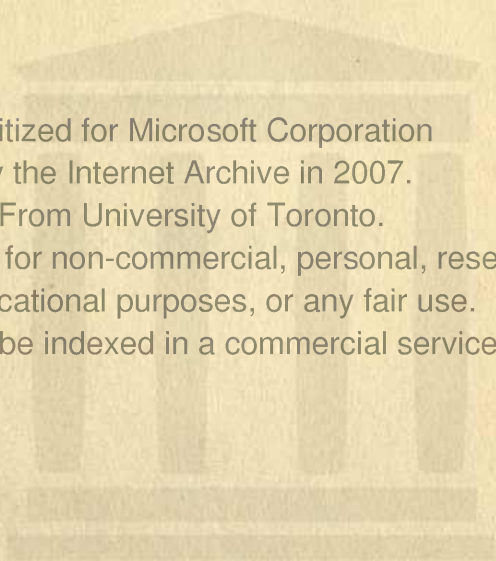 itized for Microsoft Corporation
the Internet Archive in 2007.
From University of Toronto.
for non-commercial, personal, rese
cational purposes, or any fair use.
be indexed in a commercial service